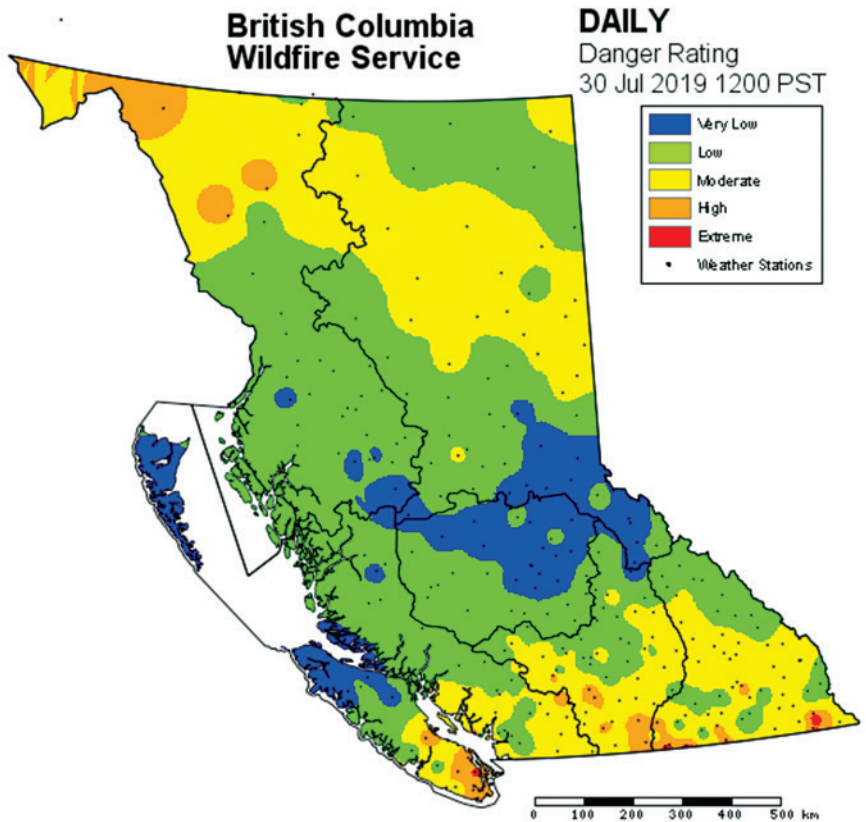 British Columbia
Wildfire Service
DAILY
Danger Rating
30 Jul 2019 1200 PST
Very Low
Low
Moderate
High
Extreme
Weather Stations
0 100 200 300 400 500 km